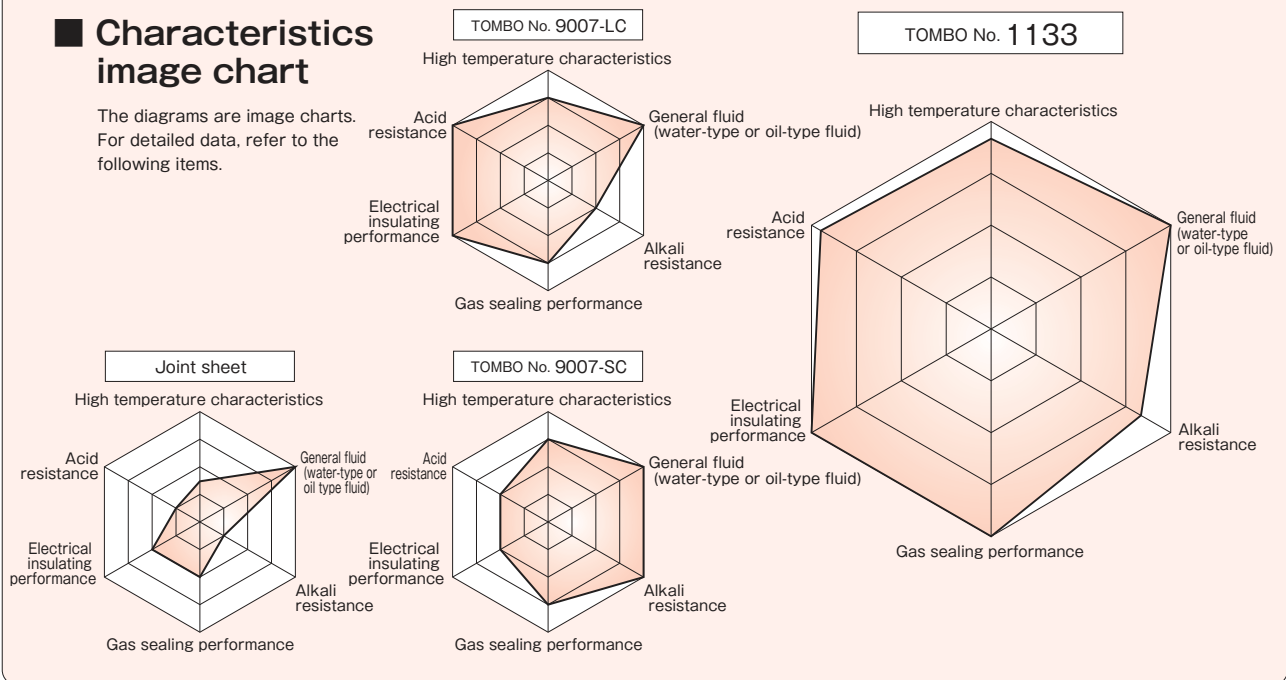 ■ Characteristics
image chart
The diagrams are image charts.
For detailed data, refer to the
following items.
TOMBO No. 9007-LC
High temperature characteristics
General fluid
(water-type or oil-type fluid)
Alkali
resistance
Gas sealing performance
Electrical
insulating
performance
Acid
resistance
TOMBO No. 1133
High temperature characteristics
General fluid
(water-type
or oil-type fluid)
Alkali
resistance
Gas sealing performance
Electrical
insulating
performance
Acid
resistance
Joint sheet
High temperature characteristics
General fluid
(water-type or
oil type fluid)
Alkali
resistance
Gas sealing performance
Electrical
insulating
performance
Acid
resistance
TOMBO No. 9007-SC
High temperature characteristics
General fluid
(water-type or oil-type fluid)
Alkali
resistance
Gas sealing performance
Electrical
insulating
performance
Acid
resistance